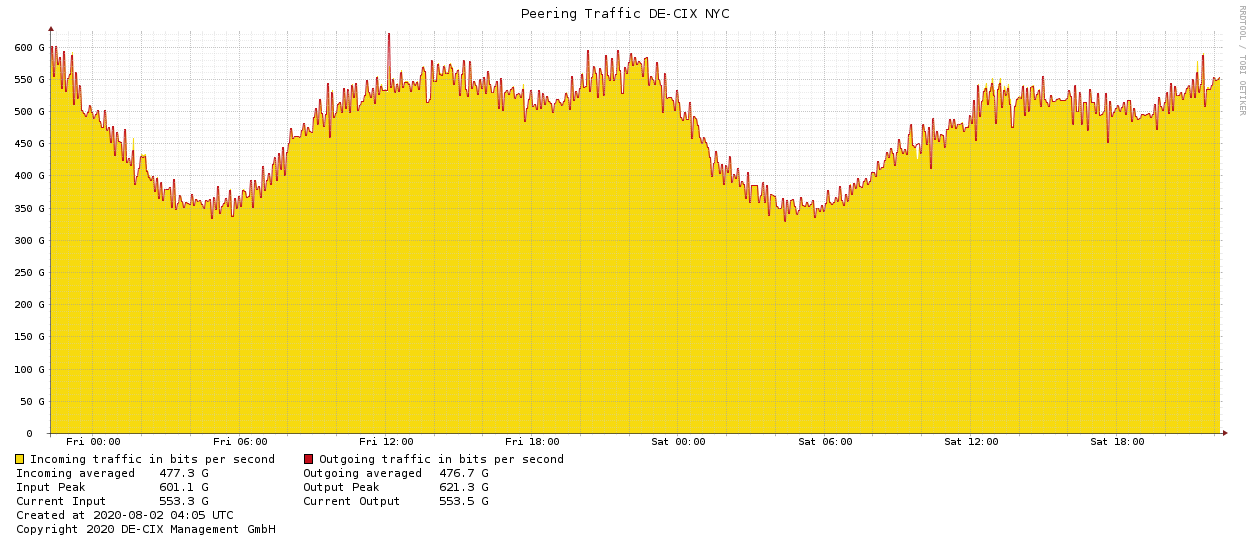 Peering Traffic DE-CIX NYC
RRDTOOL / TOBI OETIKER
600 G
550 G
500 G
450 G
400 G
350 G
300 G
250 G
200 G
150 G
100 G
50 G
0
Fri 00:00 Fri 06:00 Fri 12:00 Fri 18:00 Sat 00:00 Sat 06:00 Sat 12:00 Sat 18:00
Incoming traffic in bits per second Outgoing traffic in bits per second
Incoming averaged 477.3 G Outgoing averaged 476.7 G
Input Peak 601.1 G Output Peak 621.3 G
Current Input 553.3 G Current Output 553.5 G
Created at 2020-08-02 04:05 UTC
Copyright 2020 DE-CIX Management GmbH